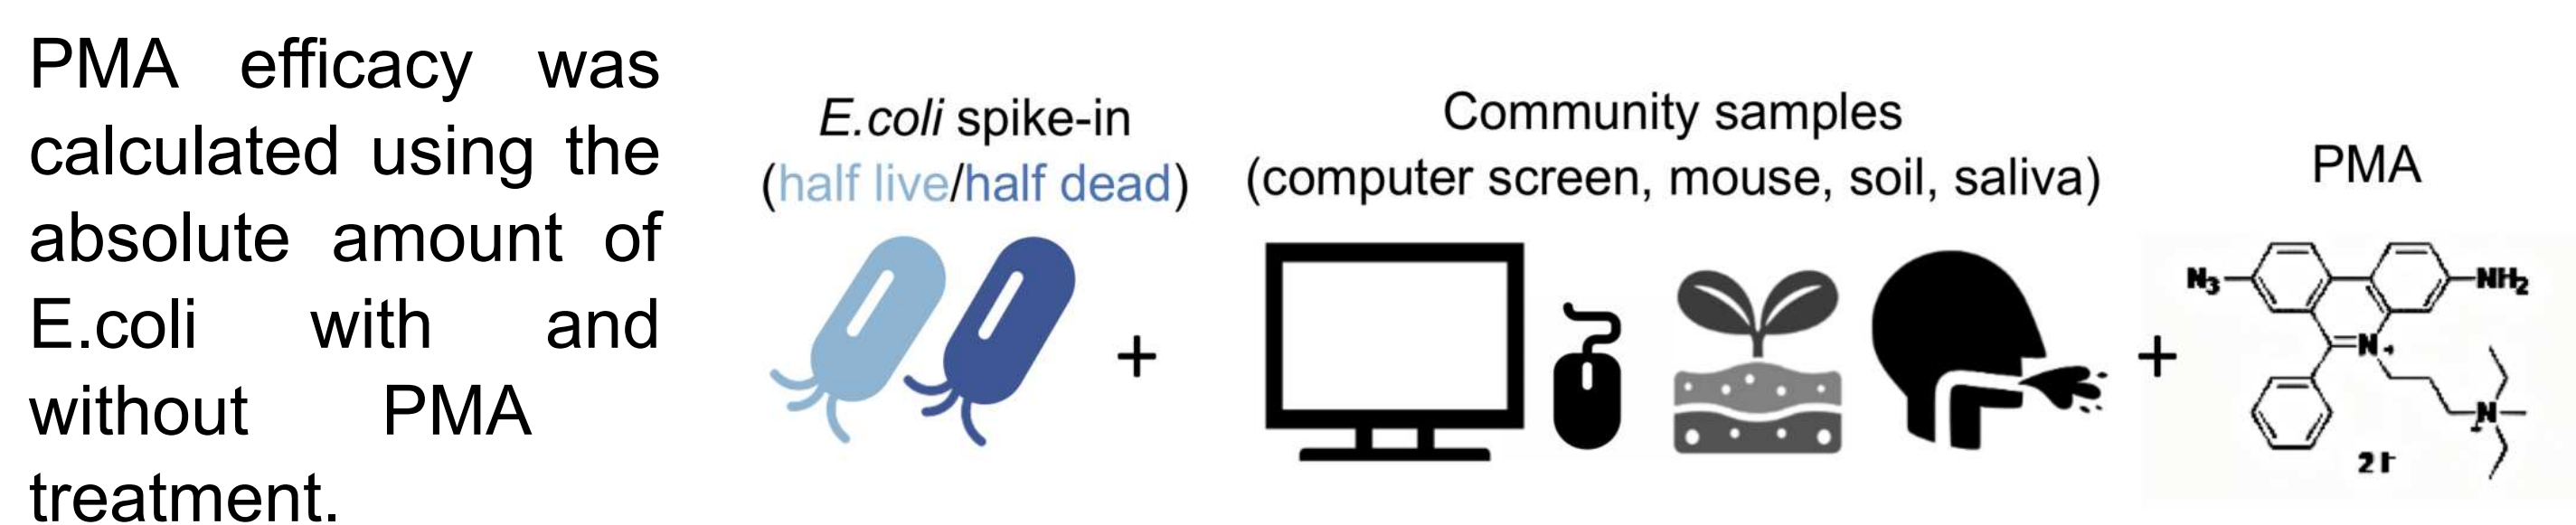 PMA efficacy was
calculated using the
absolute amount of
E.coli with and
without PMA
treatment.
E.coli spike-in
(half live/half dead)
+
Community samples
(computer screen, mouse, soil, saliva)
+
PMA
N3
NH2
N+
N
2 I-